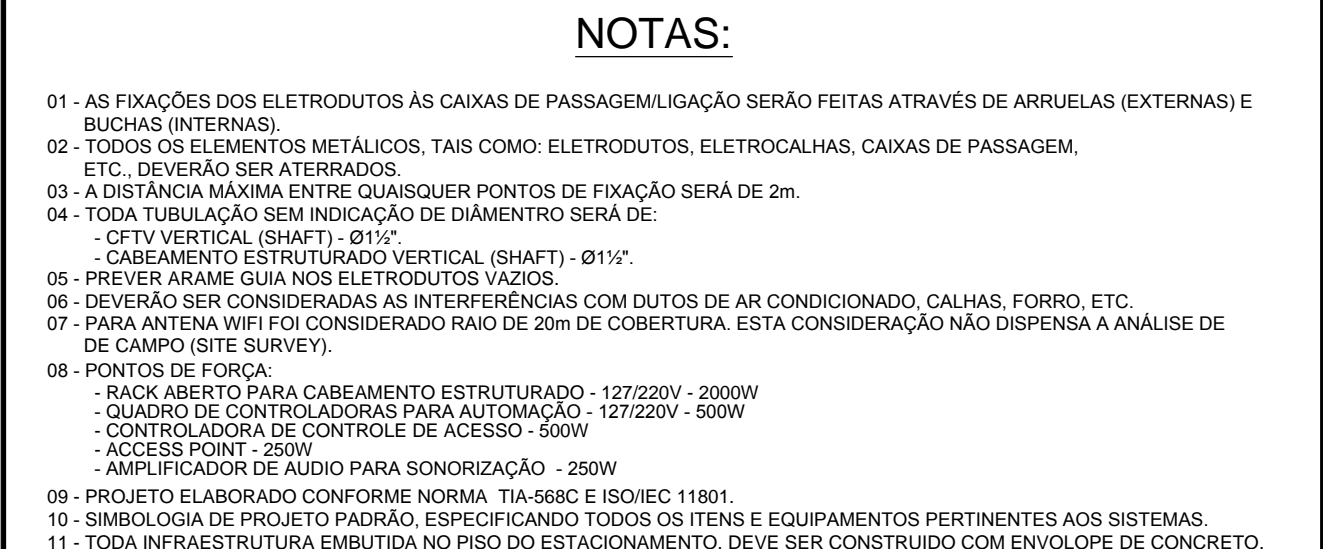 NOTAS:
01 - AS FIXAÇÕES DOS ELETRODUTOS ÀS CAIXAS DE PASSAGEM/LIGAÇÃO SERÃO FEITAS ATRAVÉS DE ARRUELAS (EXTERNAS) E
BUCHAS (INTERNAS).
02 - TODOS OS ELEMENTOS METÁLICOS, TAIS COMO: ELETRODUTOS, ELETROCALHAS, CAIXAS DE PASSAGEM,
ETC., DEVERÃO SER ATERRADOS.
03 - A DISTÂNCIA MÁXIMA ENTRE QUAISQUER PONTOS DE FIXAÇÃO SERÁ DE 2m.
04 - TODA TUBULAÇÃO SEM INDICAÇÃO DE DIÂMENTRO SERÁ DE:
- CFTV VERTICAL (SHAFT) - Ø1½".
- CABEAMENTO ESTRUTURADO VERTICAL (SHAFT) - Ø1½".
05 - PREVER ARAME GUIA NOS ELETRODUTOS VAZIOS.
06 - DEVERÃO SER CONSIDERADAS AS INTERFERÊNCIAS COM DUTOS DE AR CONDICIONADO, CALHAS, FORRO, ETC.
07 - PARA ANTENA WIFI FOI CONSIDERADO RAIO DE 20m DE COBERTURA. ESTA CONSIDERAÇÃO NÃO DISPENSA A ANÁLISE DE
DE CAMPO (SITE SURVEY).
08 - PONTOS DE FORÇA:
- RACK ABERTO PARA CABEAMENTO ESTRUTURADO - 127/220V - 2000W
- QUADRO DE CONTROLADORAS PARA AUTOMAÇÃO - 127/220V - 500W
- CONTROLADORA DE CONTROLE DE ACESSO - 500W
- ACCESS POINT - 250W
- AMPLIFICADOR DE AUDIO PARA SONORIZAÇÃO - 250W
09 - PROJETO ELABORADO CONFORME NORMA TIA-568C E ISO/IEC 11801.
10 - SIMBOLOGIA DE PROJETO PADRÃO, ESPECIFICANDO TODOS OS ITENS E EQUIPAMENTOS PERTINENTES AOS SISTEMAS.
11 - TODA INFRAESTRUTURA EMBUTIDA NO PISO DO ESTACIONAMENTO, DEVE SER CONSTRUIDO COM ENVOLOPE DE CONCRETO.